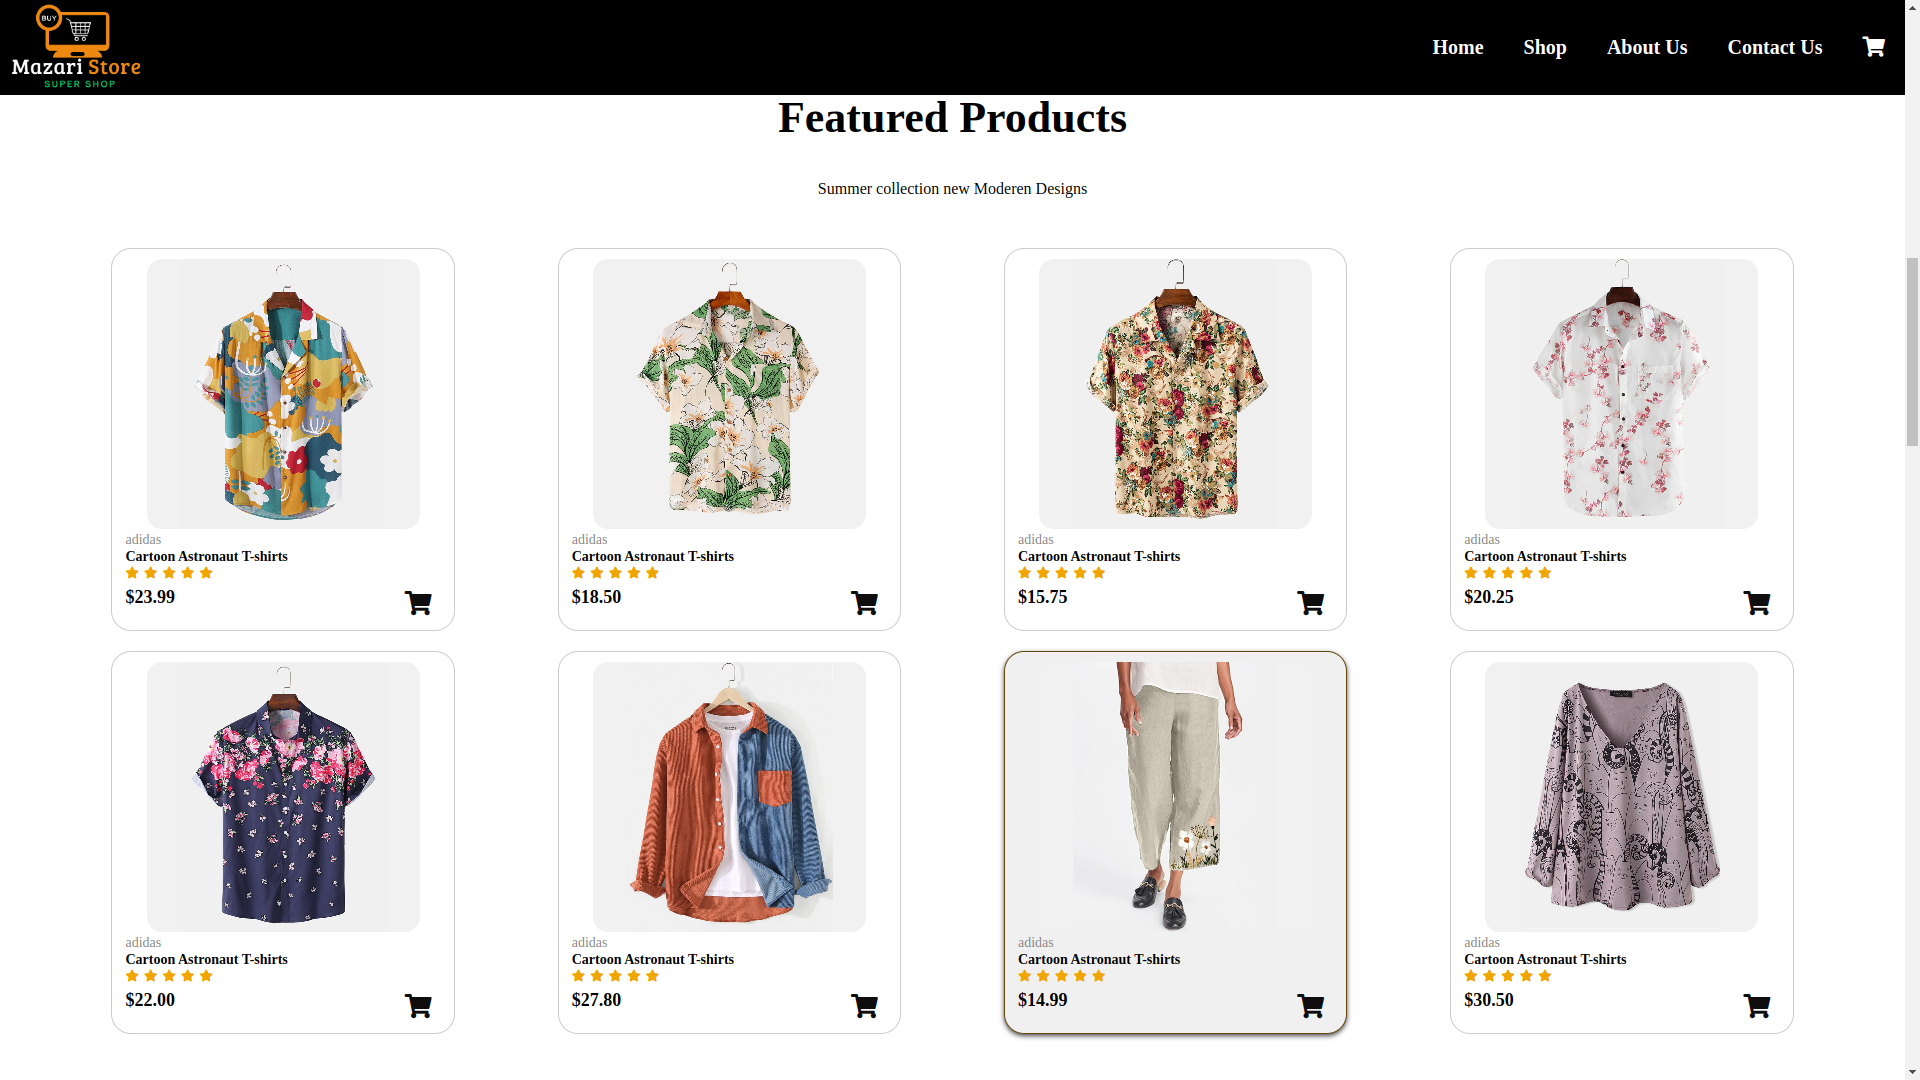 BUY
Mazari Store
SUPER SHOP
Home Shop About Us Contact Us
Featured Products
Summer collection new Moderen Designs
adidas
Cartoon Astronaut T-shirts
$23.99
adidas
Cartoon Astronaut T-shirts
$18.50
adidas
Cartoon Astronaut T-shirts
$15.75
adidas
Cartoon Astronaut T-shirts
$20.25
adidas
Cartoon Astronaut T-shirts
$22.00
adidas
Cartoon Astronaut T-shirts
$27.80
adidas
Cartoon Astronaut T-shirts
$14.99
adidas
Cartoon Astronaut T-shirts
$30.50